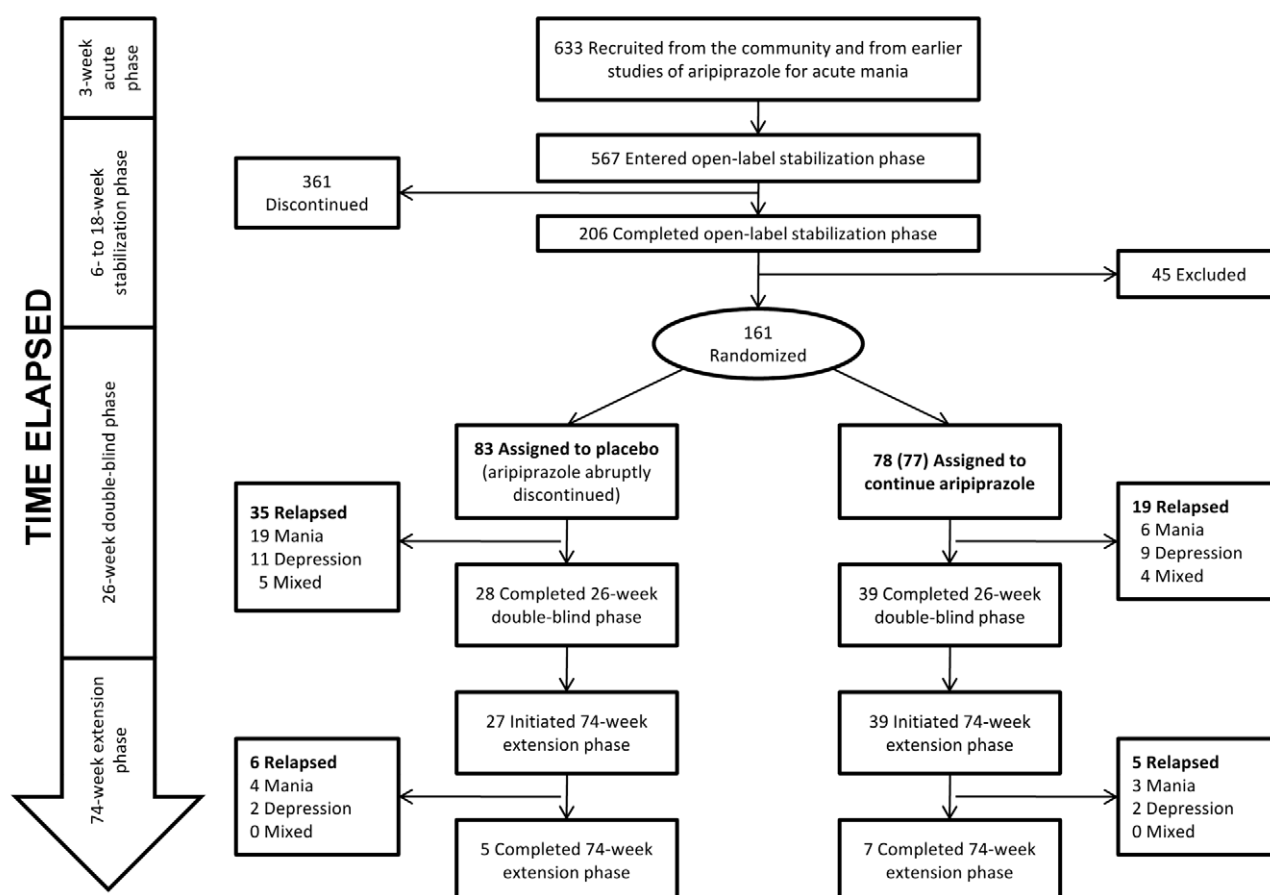 TIME ELAPSED
3-week acute
phase
6- to 18-week
stabilization phase
26-week double-blind phase
74-week extension
phase
633 Recruited from the community and from earlier
studies of aripiprazole for acute mania
567 Entered open-label stabilization phase
361
Discontinued
206 Completed open-label stabilization phase
45 Excluded
161
Randomized
83 Assigned to placebo
(aripiprazole abruptly
discontinued)
78 (77) Assigned to
continue aripiprazole
35 Relapsed
19 Mania
11 Depression
5 Mixed
19 Relapsed
6 Mania
9 Depression
4 Mixed
28 Completed 26-week
double-blind phase
39 Completed 26-week
double-blind phase
27 Initiated 74-week
extension phase
39 Initiated 74-week
extension phase
6 Relapsed
4 Mania
2 Depression
0 Mixed
5 Relapsed
3 Mania
2 Depression
0 Mixed
5 Completed 74-week
extension phase
7 Completed 74-week
extension phase